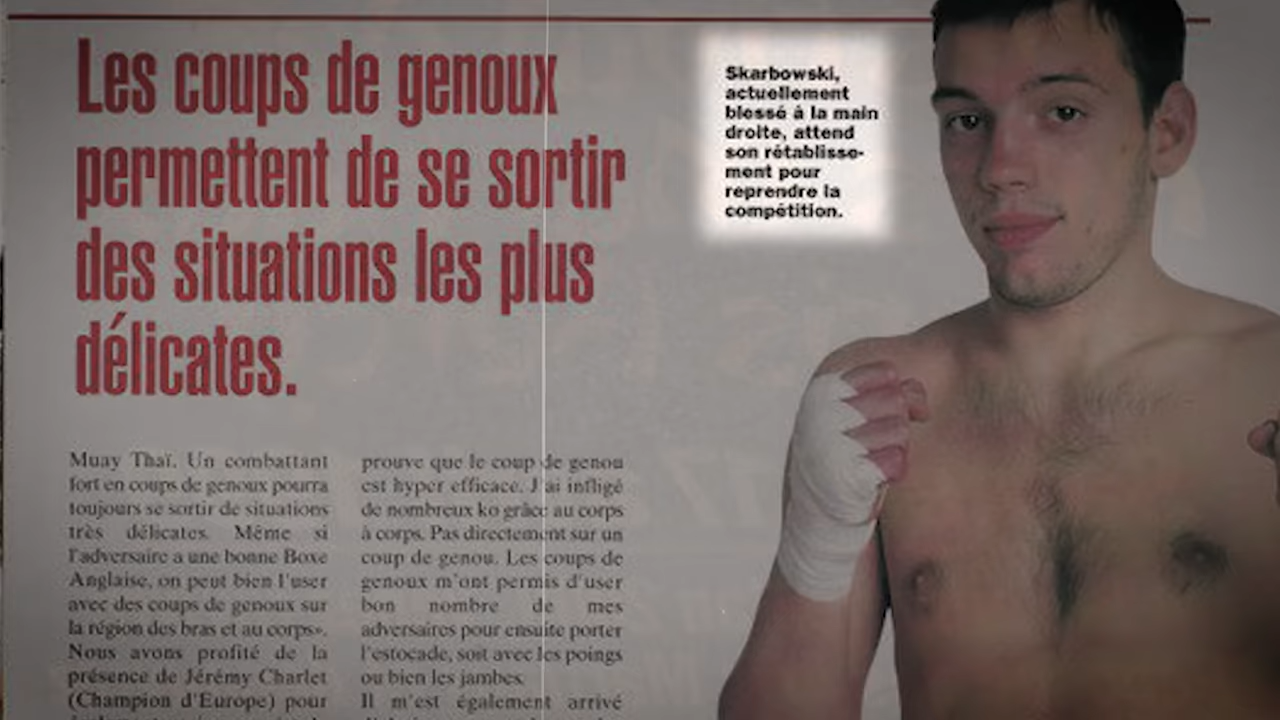 Les coups de genoux
permettent de se sortir
des situations les plus
délicates.
Skarbowski,
actuellement
blessé à la main
droite, attend
son rétablisse-
ment pour
reprendre la
compétition.
Muay Thaï. Un combattant
fort en coups de genoux pourra
toujours se sortir de situations
très délicates. Même si
l'adversaire a une bonne Boxe
Anglaise, on peut bien l'user
avec des coups de genoux sur
la région des bras et au corps».
Nous avons profité de la
présence de Jérémy Charlet
(Champion d'Europe) pour
prouve que le coup de genou
est hyper efficace. J'ai infligé
de nombreux ko grâce au corps
à corps. Pas directement sur un
coup de genou. Les coups de
genoux m'ont permis d'user
bon nombre de mes
adversaires pour ensuite porter
l'estocade, soit avec les poings
ou bien les jambes.
Il m'est également arrivé